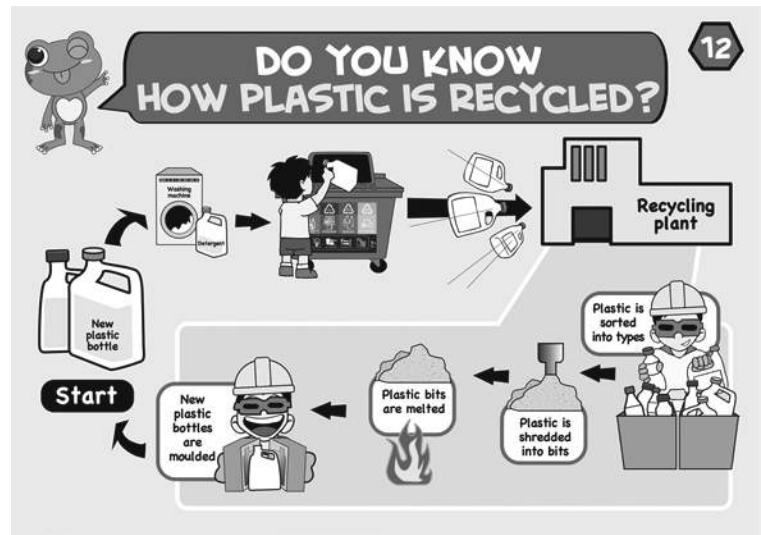 DO YOU KNOW
HOW PLASTIC IS RECYCLED?
12
Washing
machine
Detergent
Recycling
plant
New
plastic
bottle
Start
Plastic is
sorted
into types
Plastic is
shredded
into bits
Plastic bits
are melted
New
plastic
bottles
are
moulded